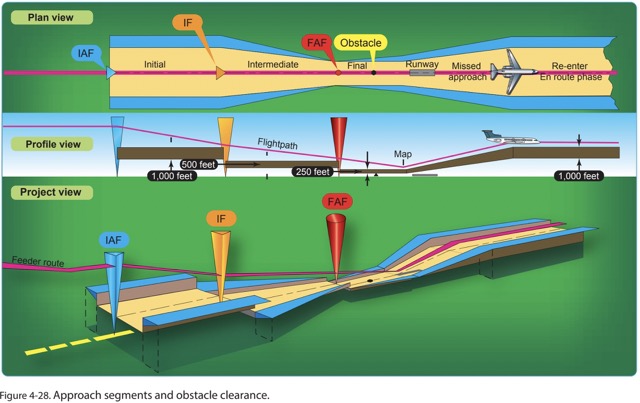 Plan view
IF
IAF
FAF
Obstacle
Initial
Intermediate
Final
Runway
Missed
approach
Re-enter
En route phase
Profile view
Flightpath
Map
500 feet
1,000 feet
250 feet
1,000 feet
Project view
IAF
IF
FAF
Feeder route
Figure 4-28. Approach segments and obstacle clearance.